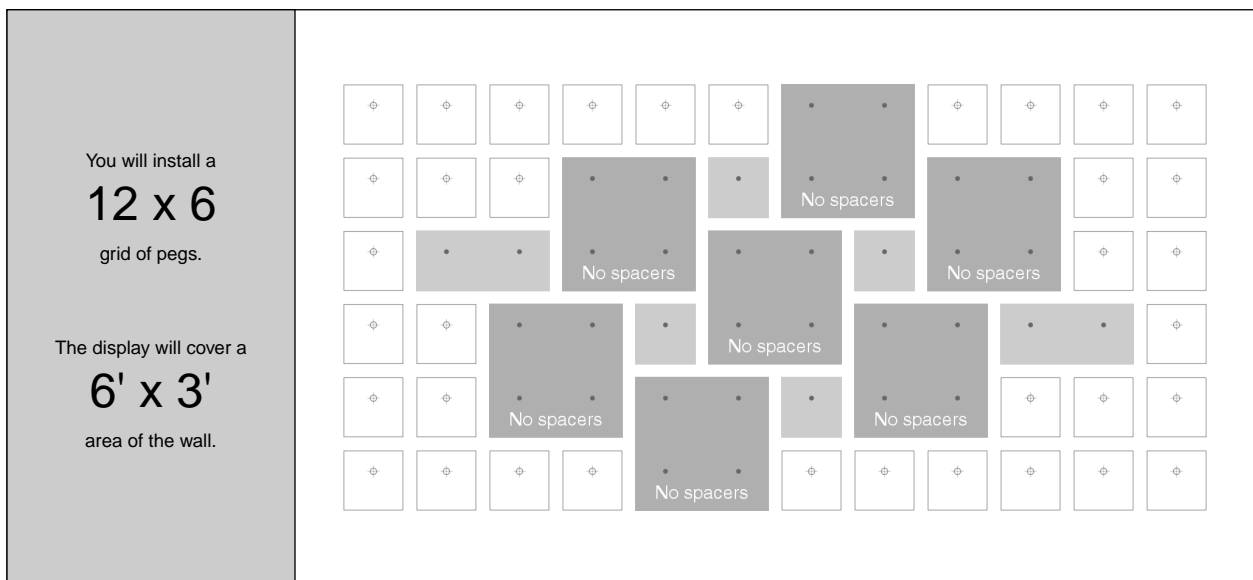 You will install a
12 x 6
grid of pegs.
The display will cover a
6' x 3'
area of the wall.
No spacers
No spacers
No spacers
No spacers
No spacers
No spacers
No spacers